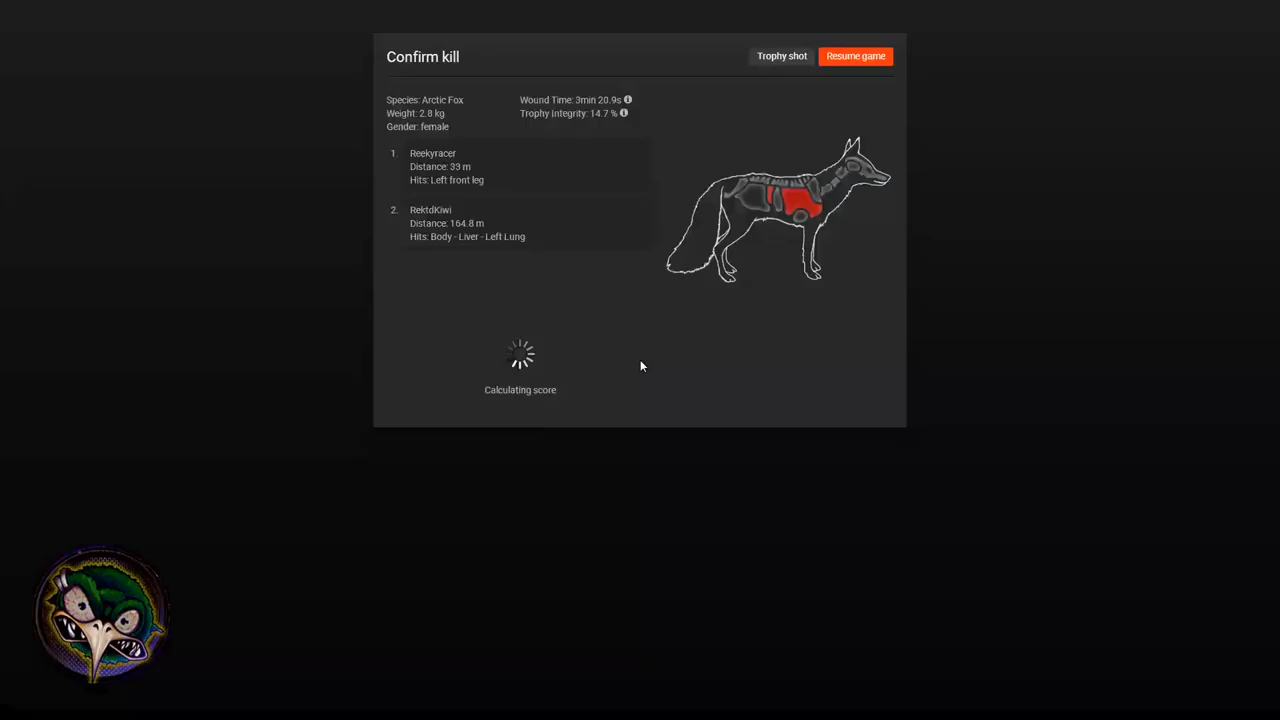 Confirm kill
Trophy shot
Resume game
Species: Arctic Fox
Weight: 2.8 kg
Gender: female
Wound Time: 3min 20.9s
Trophy Integrity: 14.7 %
1. Reekyracer
Distance: 33 m
Hits: Left front leg
2. RektdKiwi
Distance: 164.8 m
Hits: Body - Liver - Left Lung
Calculating score